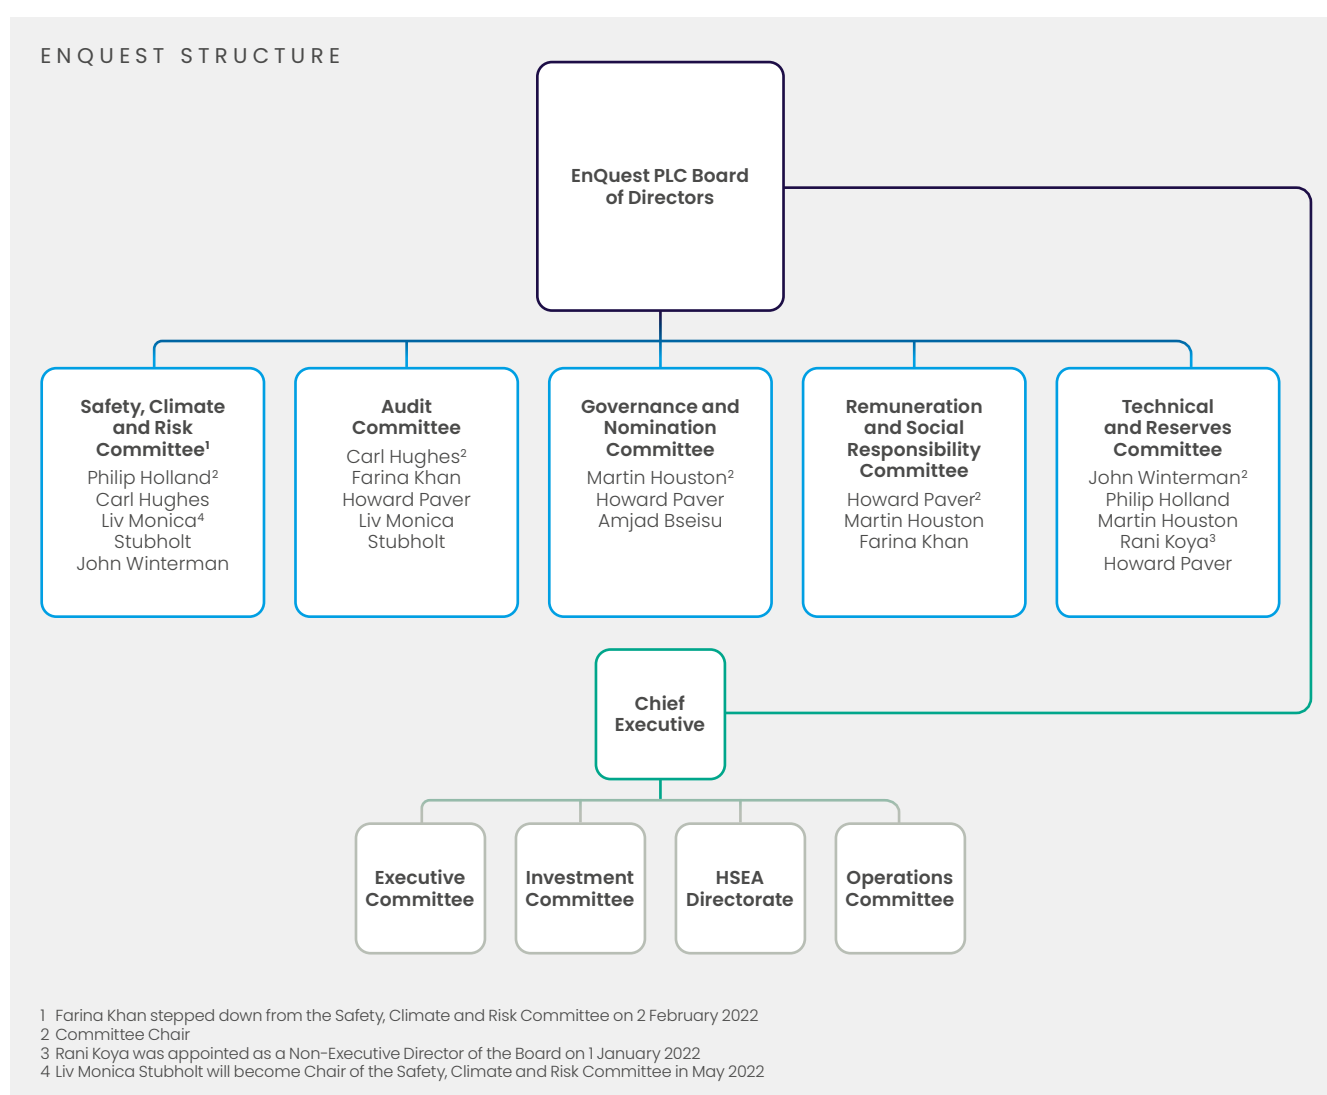 ENQUEST STRUCTURE
EnQuest PLC Board
of Directors
Safety, Climate
and Risk
Committee¹
Philip Holland²
Carl Hughes
Liv Monica⁴
Stubholt
John Winterman
Audit
Committee
Carl Hughes²
Farina Khan
Howard Paver
Liv Monica
Stubholt
Governance and
Nomination
Committee
Martin Houston²
Howard Paver
Amjad Bseisu
Remuneration
and Social
Responsibility
Committee
Howard Paver²
Martin Houston
Farina Khan
Technical
and Reserves
Committee
John Winterman²
Philip Holland
Martin Houston
Rani Koya³
Howard Paver
Chief
Executive
Executive
Committee
Investment
Committee
HSEA
Directorate
Operations
Committee
1 Farina Khan stepped down from the Safety, Climate and Risk Committee on 2 February 2022
2 Committee Chair
3 Rani Koya was appointed as a Non-Executive Director of the Board on 1 January 2022
4 Liv Monica Stubholt will become Chair of the Safety, Climate and Risk Committee in May 2022